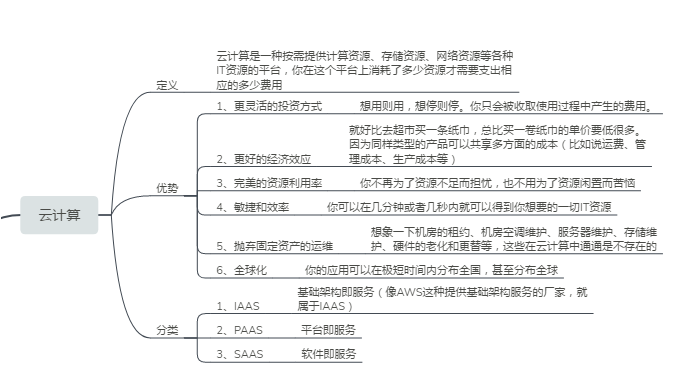 云计算
定义
云计算是一种按需提供计算资源、存储资源、网络资源等各种
IT资源的平台，你在这个平台上消耗了多少资源才需要支出相
应的多少费用
优势
1、更灵活的投资方式
想用则用，想停则停。你只会被收取使用过程中产生的费用。
2、更好的经济效应
就好比去超市买一条纸巾，总比买一卷纸巾的单价要低很多。
因为同样类型的产品可以共享多方面的成本（比如说运费、管
理成本、生产成本等）
3、完美的资源利用率
你不再为了资源不足而担忧，也不用为了资源闲置而苦恼
4、敏捷和效率
你可以在几分钟或者几秒内就可以得到你想要的一切IT资源
5、抛弃固定资产的运维
想象一下机房的租约、机房空调维护、服务器维护、存储维
护、硬件的老化和更替等，这些在云计算中通通是不存在的
6、全球化
你的应用可以在极短时间内分布全国，甚至分布全球
分类
1、IAAS
基础架构即服务（像AWS这种提供基础架构服务的厂家，就
属于IAAS）
2、PAAS
平台即服务
3、SAAS
软件即服务